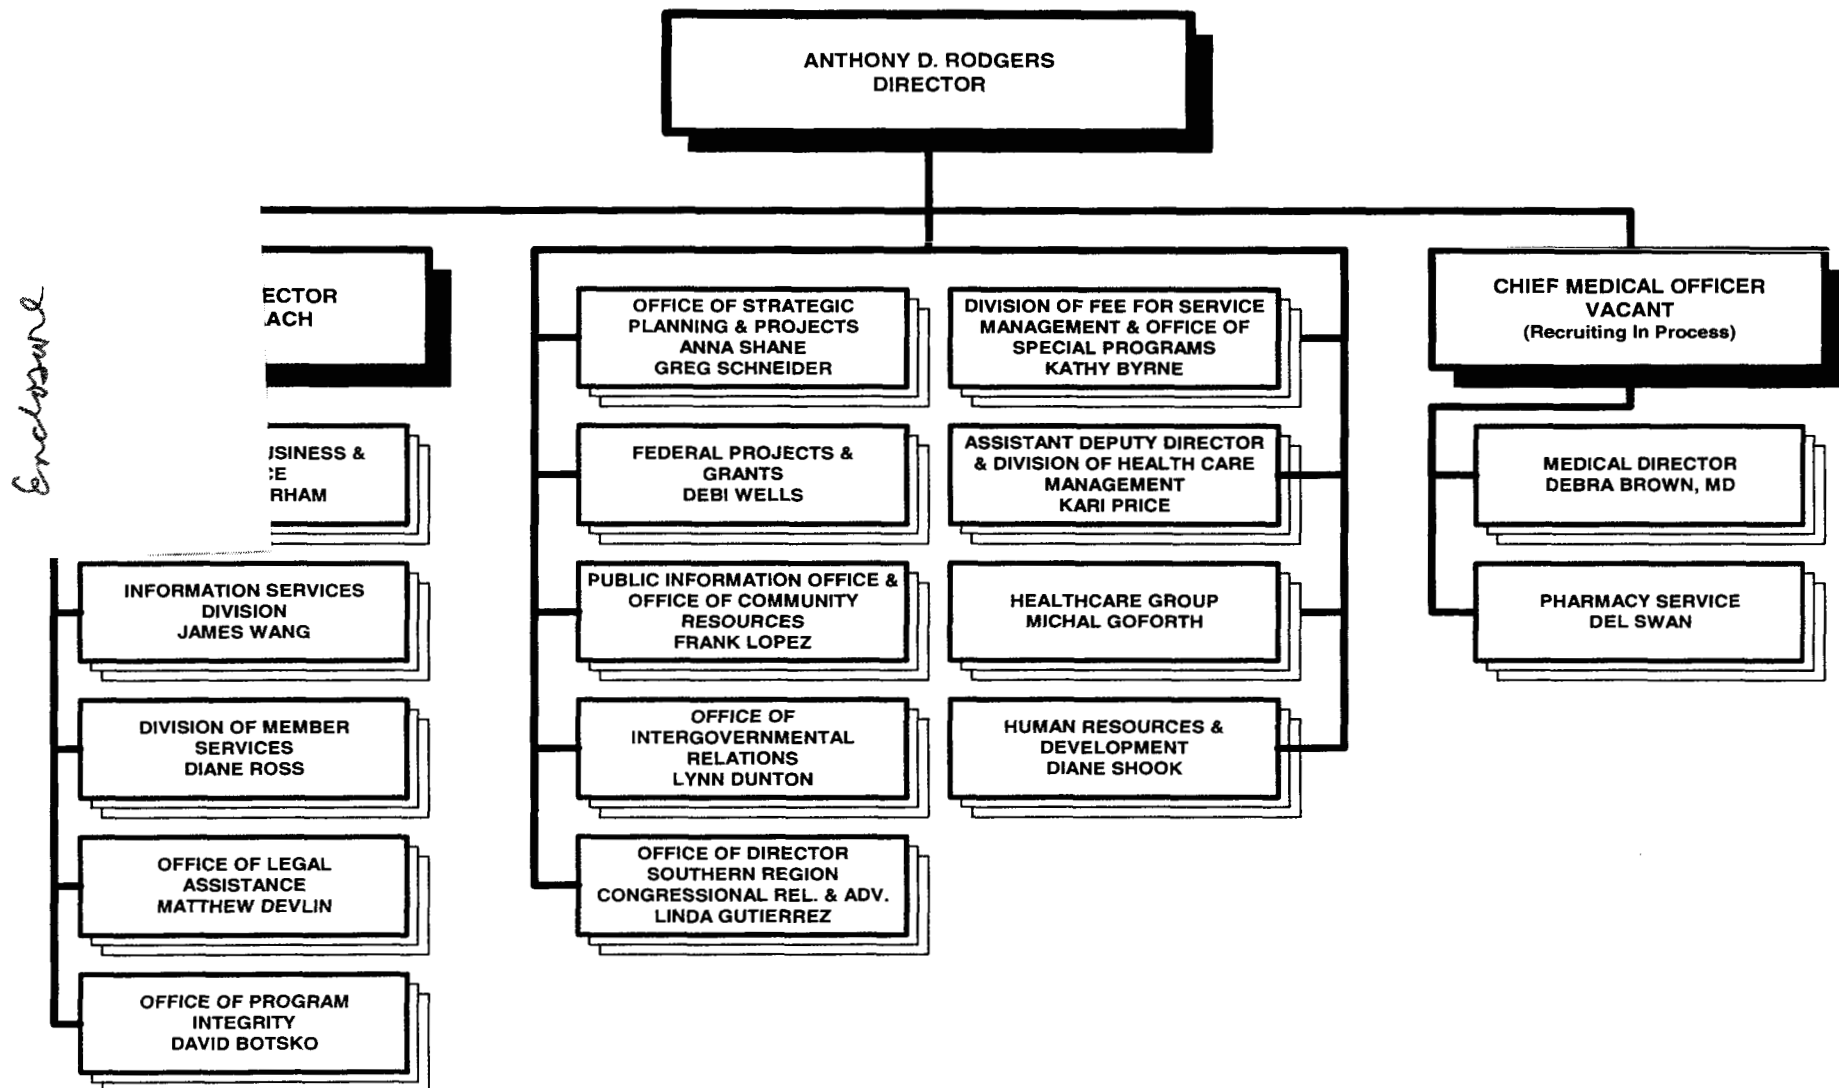 ANTHONY D. RODGERS
DIRECTOR
Enclosure
ECTOR
ACH
USINESS &
CE
RHAM
INFORMATION SERVICES
DIVISION
JAMES WANG
DIVISION OF MEMBER
SERVICES
DIANE ROSS
OFFICE OF LEGAL
ASSISTANCE
MATTHEW DEVLIN
OFFICE OF PROGRAM
INTEGRITY
DAVID BOTSKO
OFFICE OF STRATEGIC
PLANNING & PROJECTS
ANNA SHANE
GREG SCHNEIDER
FEDERAL PROJECTS &
GRANTS
DEBI WELLS
PUBLIC INFORMATION OFFICE &
OFFICE OF COMMUNITY
RESOURCES
FRANK LOPEZ
OFFICE OF
INTERGOVERNMENTAL
RELATIONS
LYNN DUNTON
OFFICE OF DIRECTOR
SOUTHERN REGION
CONGRESSIONAL REL. & ADV.
LINDA GUTIERREZ
DIVISION OF FEE FOR SERVICE
MANAGEMENT & OFFICE OF
SPECIAL PROGRAMS
KATHY BYRNE
ASSISTANT DEPUTY DIRECTOR
& DIVISION OF HEALTH CARE
MANAGEMENT
KARI PRICE
HEALTHCARE GROUP
MICHAL GOFORTH
HUMAN RESOURCES &
DEVELOPMENT
DIANE SHOOK
CHIEF MEDICAL OFFICER
VACANT
(Recruiting In Process)
MEDICAL DIRECTOR
DEBRA BROWN, MD
PHARMACY SERVICE
DEL SWAN